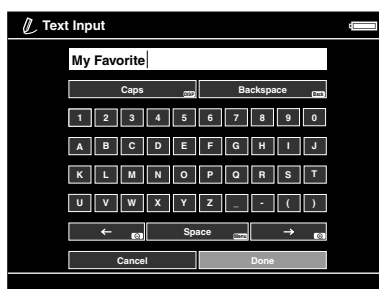 Text Input
My Favorite
Caps DISP Backspace Back
1 2 3 4 5 6 7 8 9 0
A B C D E F G H I J
K L M N O P Q R S T
U V W X Y Z _ - ( )
← Space Menu →
Cancel Done